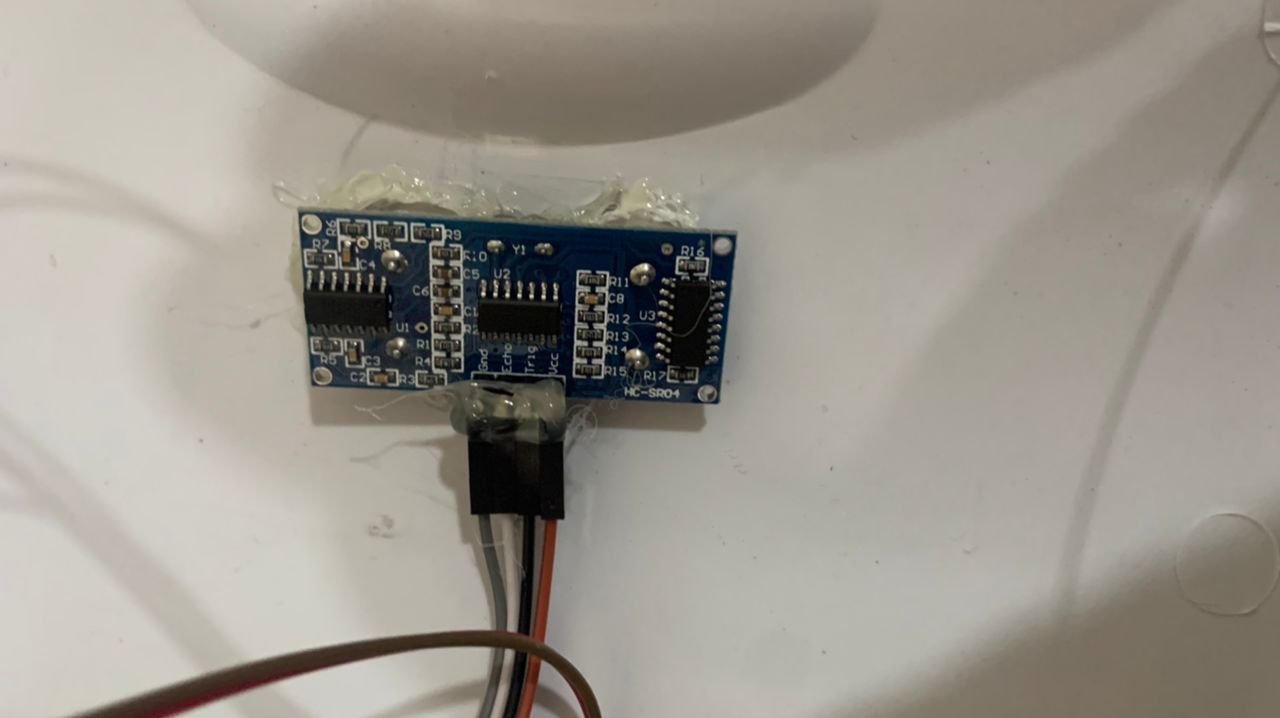 R6
R8
R9
R7
C4
R10
C5
C6
C1
R2
U1
R1
R4
R5
C3
C2
R3
Y1
U2
Gnd
Echo
Trig
Vcc
R11
C8
R12
R13
R14
R15
U3
R16
R17
HC-SR04